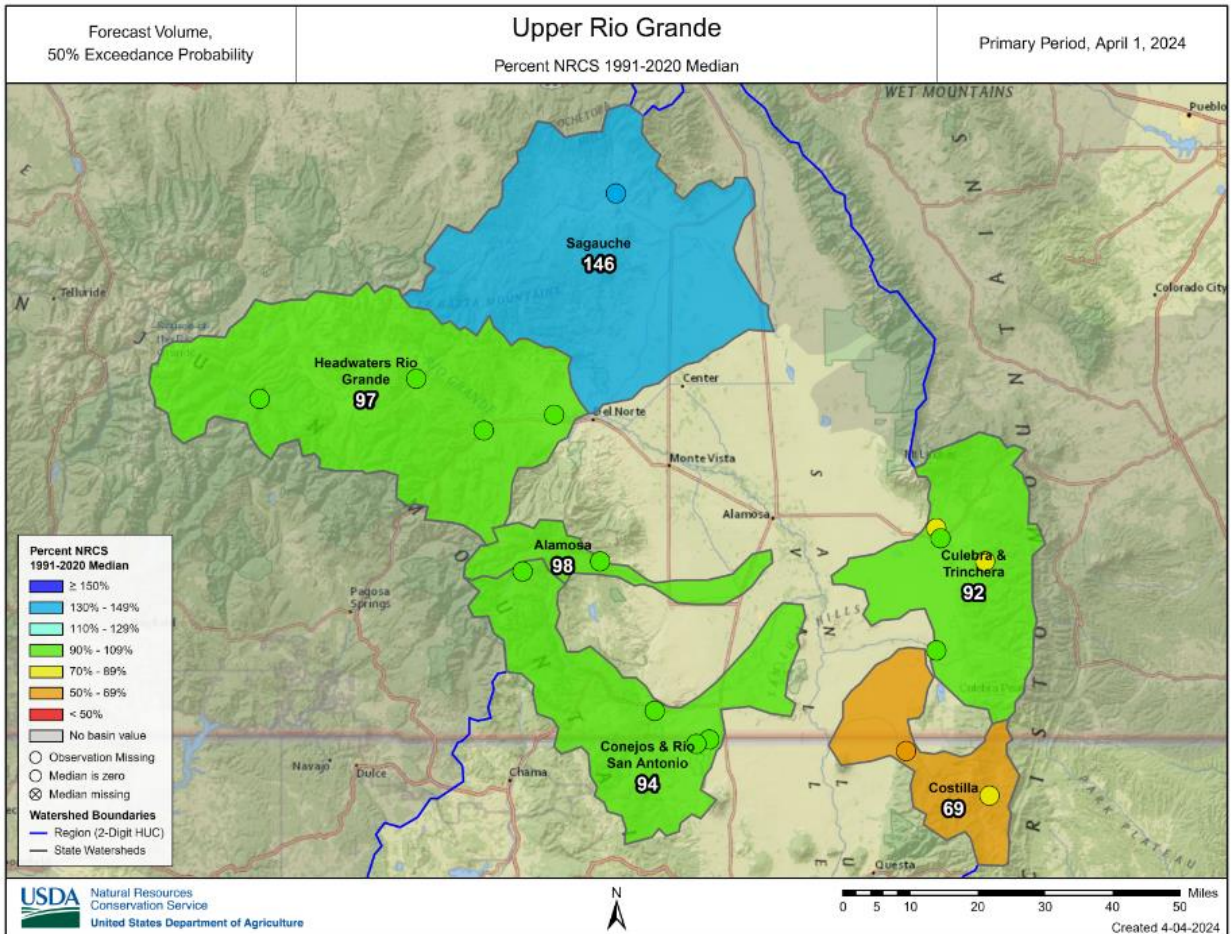 Forecast Volume,
50% Exceedance Probability
Upper Rio Grande
Percent NRCS 1991-2020 Median
Primary Period, April 1, 2024
WET MOUNTAINS
Pueblo
Sagauche
146
Telluride
Colorado City
Headwaters Rio
Grande
97
Center
Del Norte
Monte Vista
Alamosa
Alamosa
98
Culebra &
Trinchera
92
Pagosa
Springs
HILLS
Culebra Peak
Conejos & Rio
San Antonio
94
Navajo
Dulce
Chama
Costilla
69
Questa
PARK PLATEAU
Percent NRCS
1991-2020 Median
≥ 150%
130% - 149%
110% - 129%
90% - 109%
70% - 89%
50% - 69%
< 50%
No basin value
Observation Missing
Median is zero
Median missing
Watershed Boundaries
Region (2-Digit HUC)
State Watersheds
USDA
Natural Resources
Conservation Service
United States Department of Agriculture
N
Miles
0 5 10 20 30 40 50
Created 4-04-2024